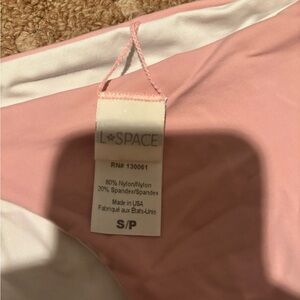 L*SPACE
RN# 130061
80% Nylon/Nylon
20% Spandex/Spandex
Made in USA
Fabriqué aux États-Unis
S/P